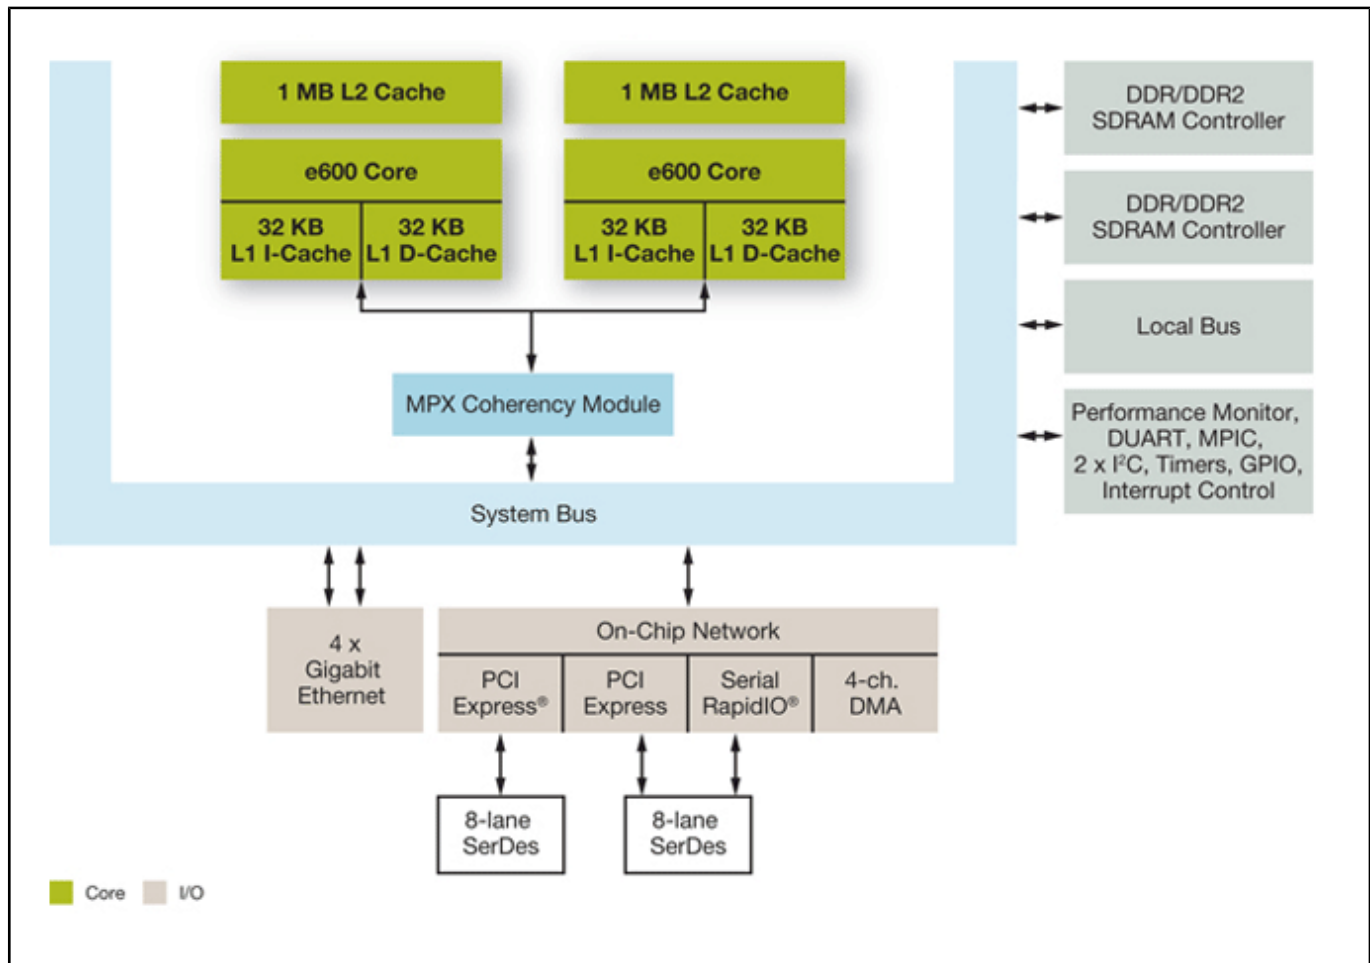 1 MB L2 Cache
e600 Core
32 KB
L1 I-Cache
32 KB
L1 D-Cache
1 MB L2 Cache
e600 Core
32 KB
L1 I-Cache
32 KB
L1 D-Cache
MPX Coherency Module
System Bus
DDR/DDR2
SDRAM Controller
DDR/DDR2
SDRAM Controller
Local Bus
Performance Monitor,
DUART, MPIC,
2 x I²C, Timers, GPIO,
Interrupt Control
4 x
Gigabit
Ethernet
On-Chip Network
PCI
Express®
PCI
Express
Serial
RapidIO®
4-ch.
DMA
8-lane
SerDes
8-lane
SerDes
Core
I/O